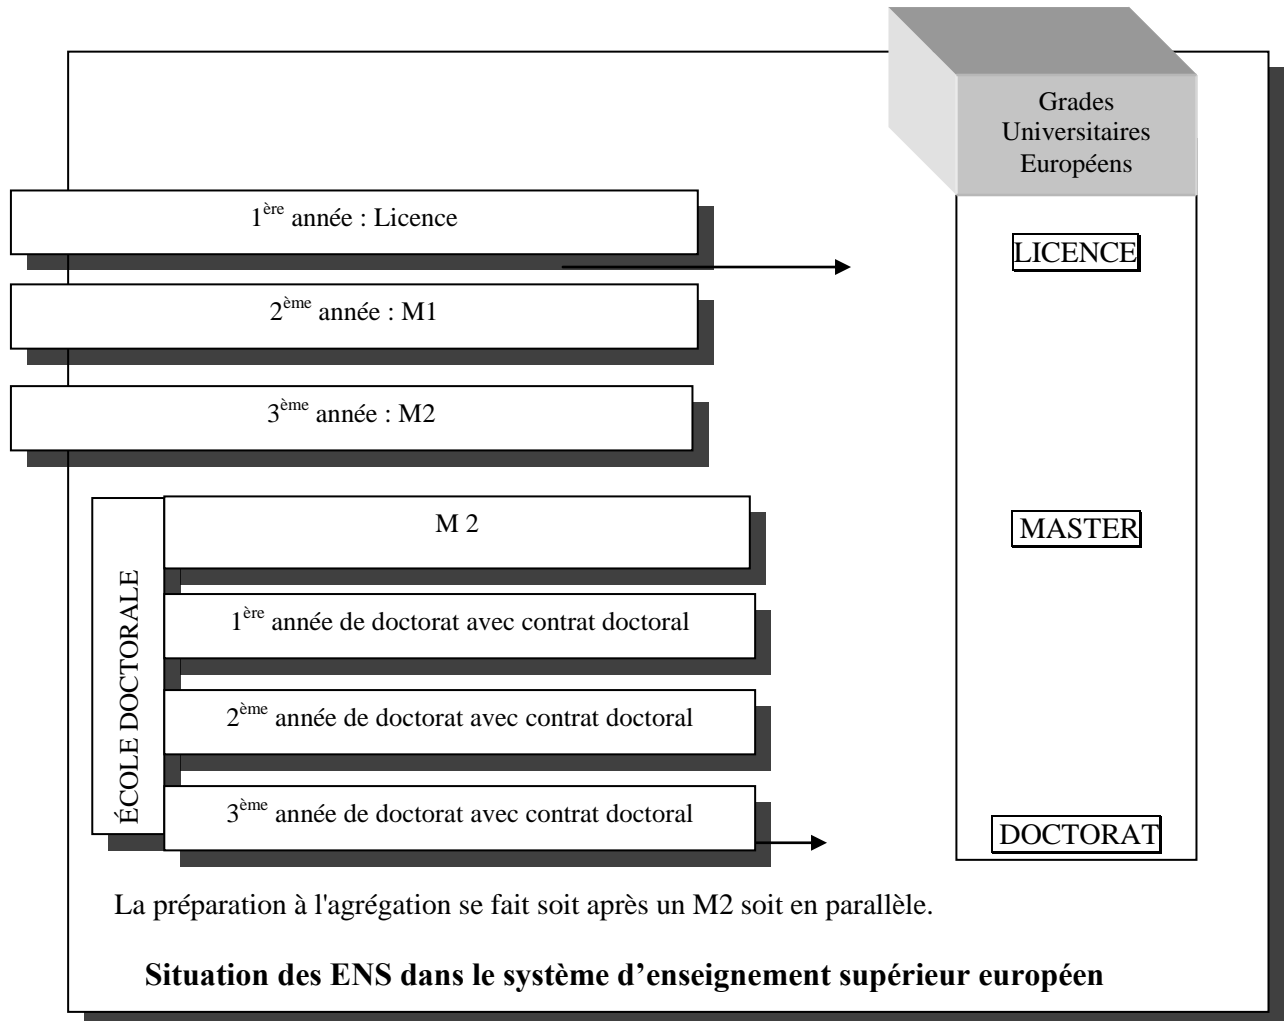 Grades
Universitaires
Européens
1ère année : Licence
LICENCE
2ème année : M1
3ème année : M2
M 2
MASTER
ÉCOLE DOCTORALE
1ère année de doctorat avec contrat doctoral
2ème année de doctorat avec contrat doctoral
3ème année de doctorat avec contrat doctoral
DOCTORAT
La préparation à l'agrégation se fait soit après un M2 soit en parallèle.
Situation des ENS dans le système d’enseignement supérieur européen